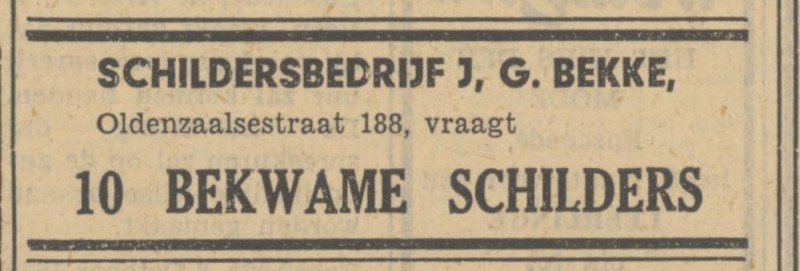 SCHILDERSBEDRIJF J, G. BEKKE,
Oldenzaalsestraat 188, vraagt
10 BEKWAME SCHILDERS